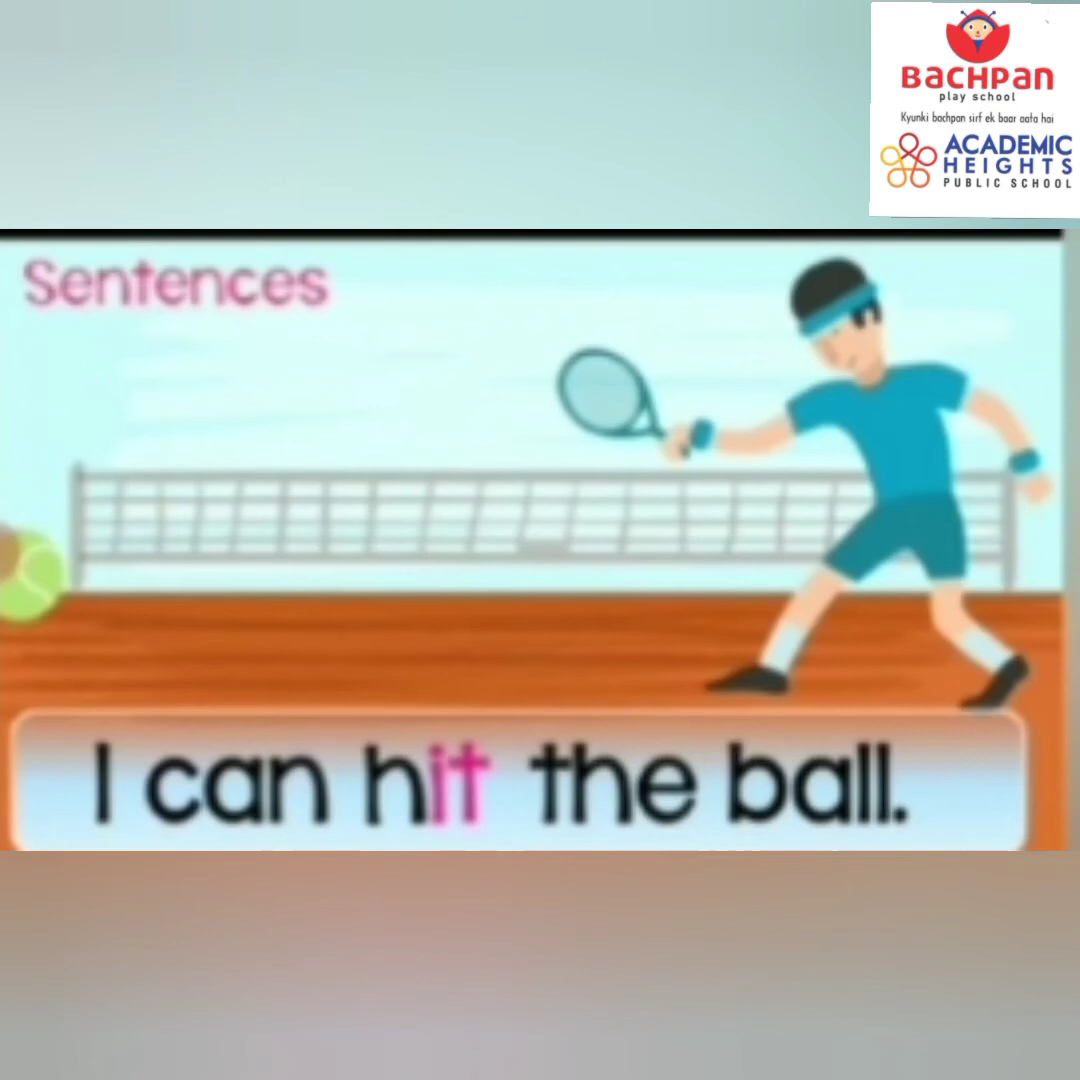 BACHPan
play school
Kyunki bachpan sirf ek baar aata hai
ACADEMIC
HEIGHTS
PUBLIC SCHOOL
Sentences
I can hit the ball.